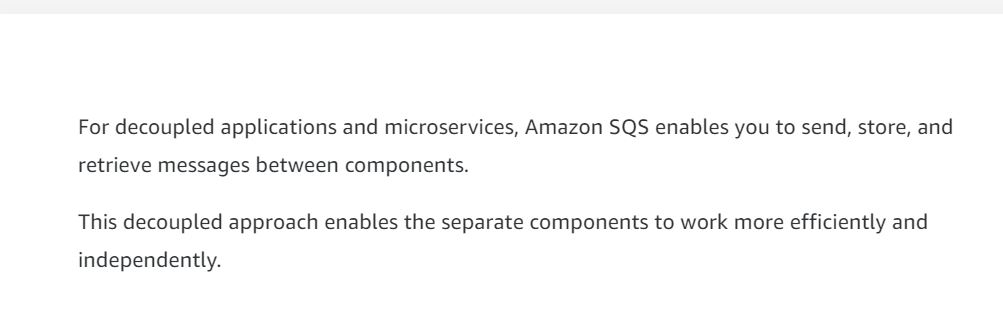 For decoupled applications and microservices, Amazon SQS enables you to send, store, and
retrieve messages between components.
This decoupled approach enables the separate components to work more efficiently and
independently.